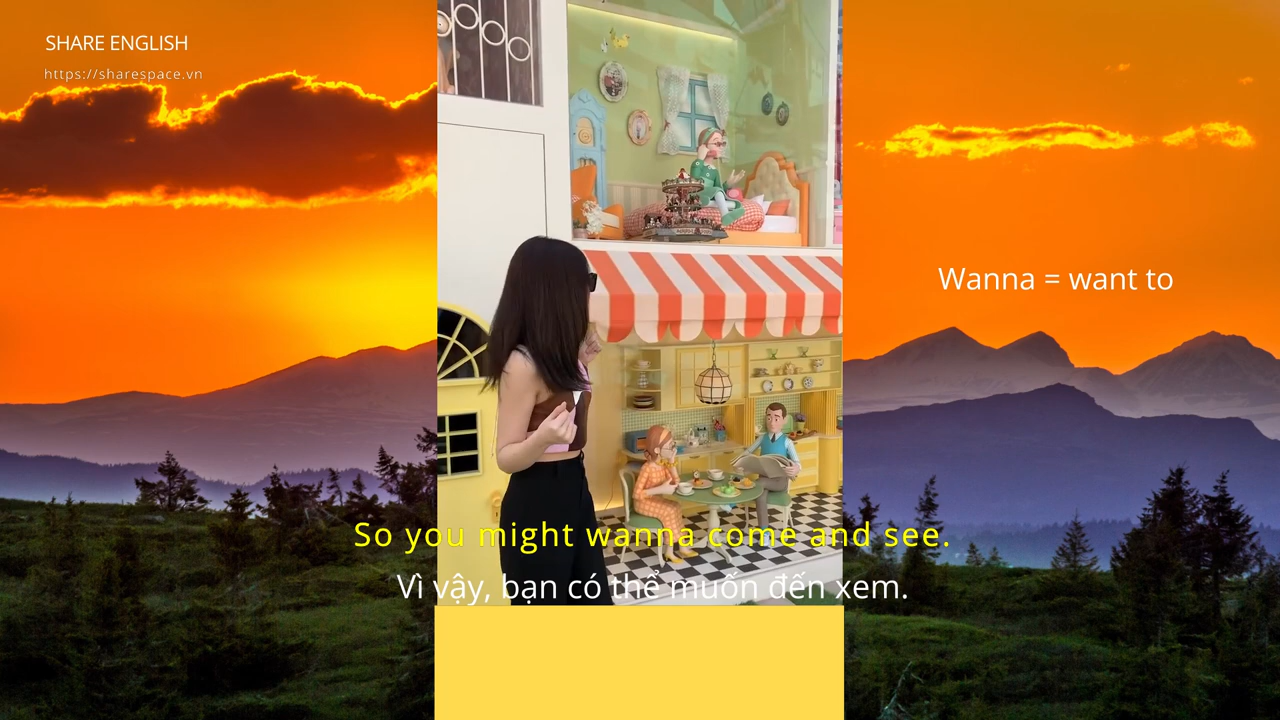 SHARE ENGLISH
https://sharespace.vn
Wanna = want to
So you might wanna come and see.
Vì vậy, bạn có thể muốn đến xem.